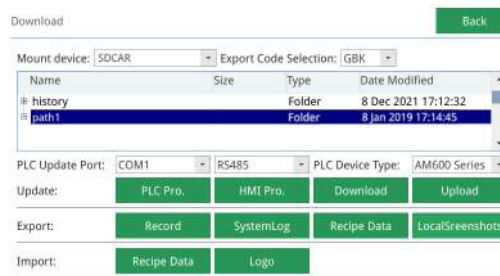 Download Back
Mount device: SDCAR Export Code Selection: GBK
Name Size Type Date Modified
history Folder 8 Dec 2021 17:12:32
path1 Folder 8 Jan 2019 17:14:45
PLC Update Port: COM1 RS485 PLC Device Type: AM600 Series
Update: PLC Pro. HMI Pro. Download Upload
Export: Record SystemLog Recipe Data LocalSreenshots
Import: Recipe Data Logo